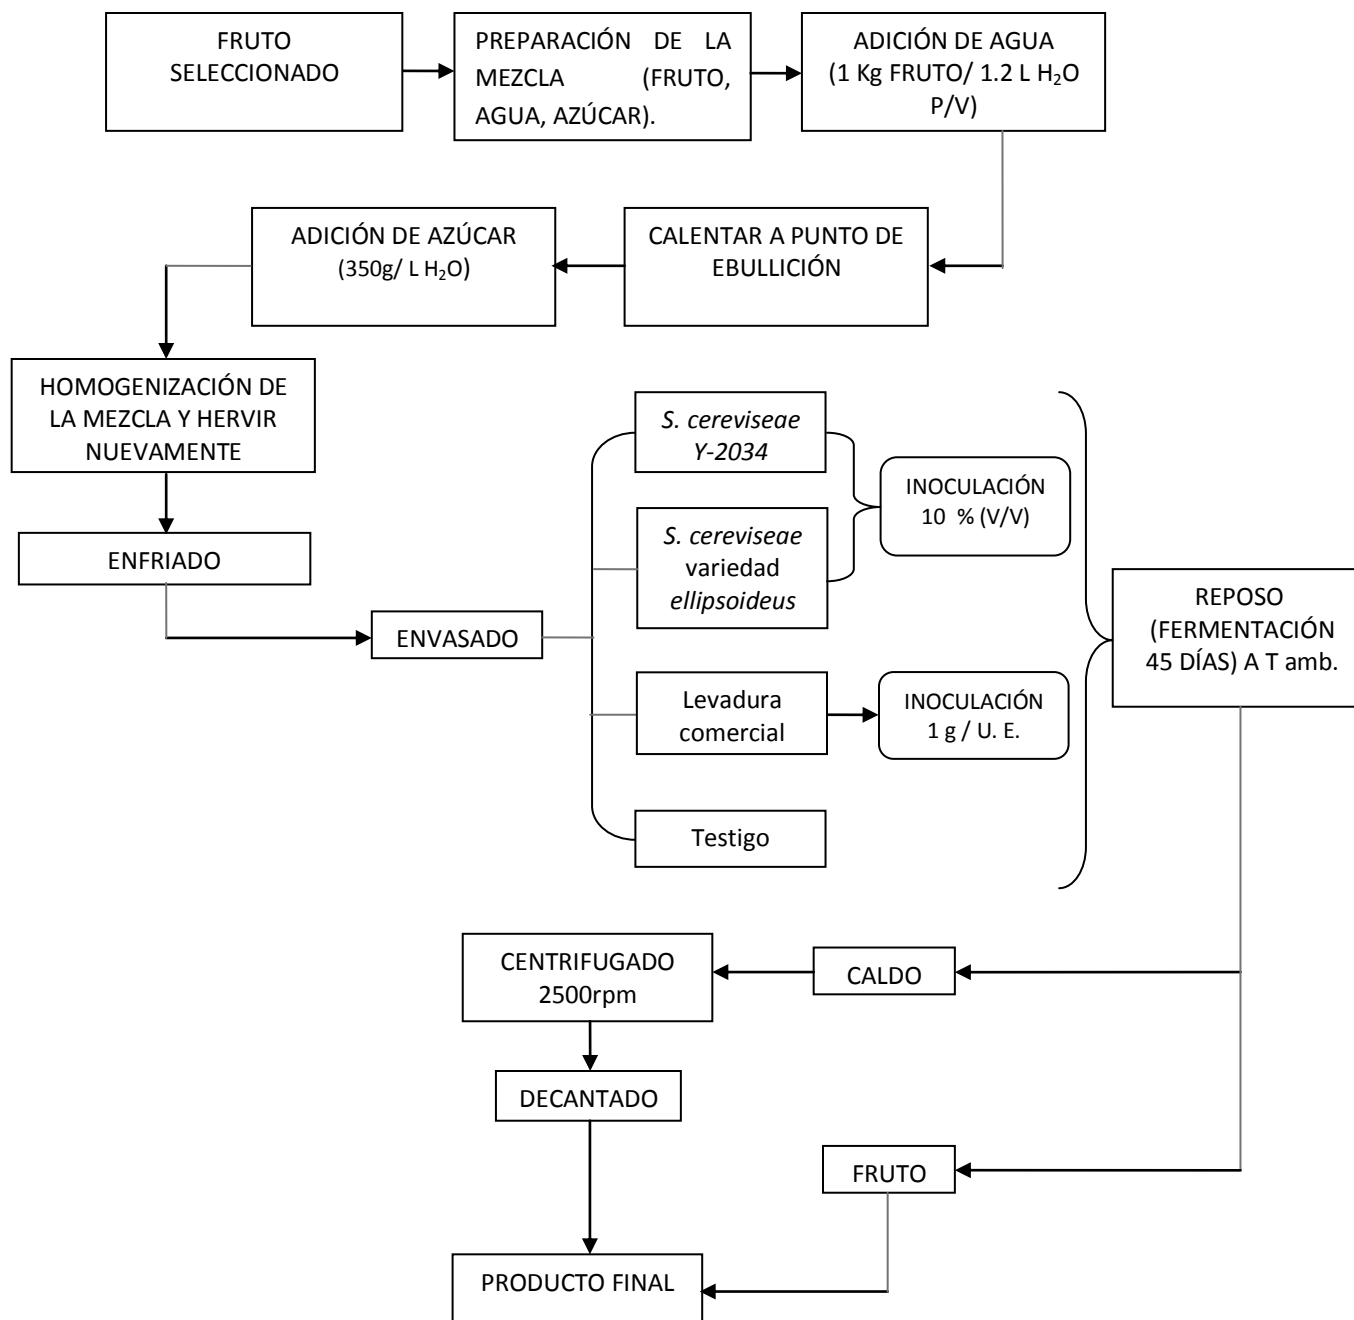 FRUTO
SELECCIONADO
PREPARACIÓN DE LA
MEZCLA (FRUTO,
AGUA, AZÚCAR).
ADICIÓN DE AGUA
(1 Kg FRUTO/ 1.2 L H₂O
P/V)
CALENTAR A PUNTO DE
EBULLICIÓN
ADICIÓN DE AZÚCAR
(350g/ L H₂O)
HOMOGENIZACIÓN DE
LA MEZCLA Y HERVIR
NUEVAMENTE
ENFRIADO
ENVASADO
S. cereviseae
Y-2034
S. cereviseae
variedad
ellipsoideus
INOCULACIÓN
10 % (V/V)
Levadura
comercial
INOCULACIÓN
1 g / U. E.
Testigo
REPOSO
(FERMENTACIÓN
45 DÍAS) A T amb.
CALDO
CENTRIFUGADO
2500rpm
DECANTADO
FRUTO
PRODUCTO FINAL